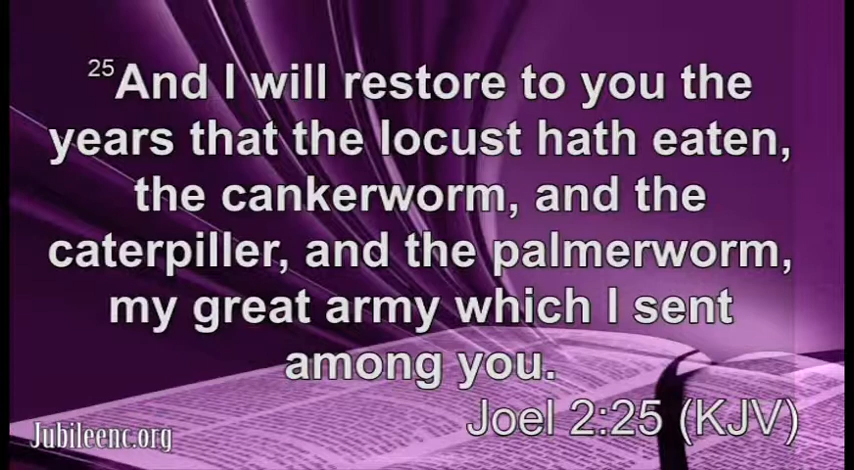 25And I will restore to you the
years that the locust hath eaten,
the cankerworm, and the
caterpiller, and the palmerworm,
my great army which I sent
among you.
Joel 2:25 (KJV)
Jubileenc.org